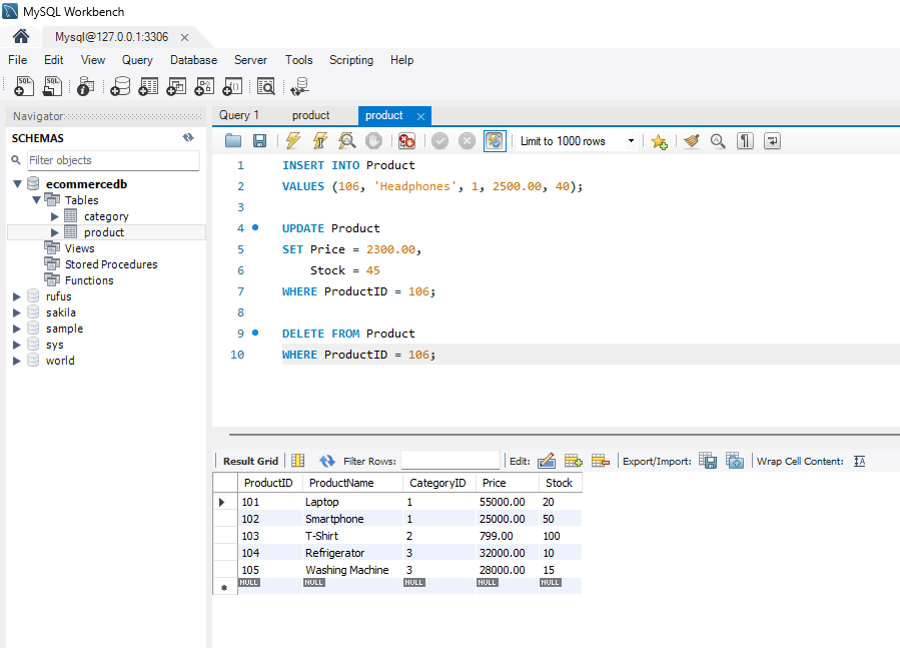 MySQL Workbench
Mysql@127.0.0.1:3306
File Edit View Query Database Server Tools Scripting Help
SQL SQL
Navigator
SCHEMAS
Filter objects
ecommercedb
Tables
category
product
Views
Stored Procedures
Functions
rufus
sakila
sample
sys
world
Query 1 product product
Limit to 1000 rows
1 INSERT INTO Product
2 VALUES (106, 'Headphones', 1, 2500.00, 40);
3
4 UPDATE Product
5 SET Price = 2300.00,
6 Stock = 45
7 WHERE ProductID = 106;
8
9 DELETE FROM Product
10 WHERE ProductID = 106;
Result Grid Filter Rows: Edit: Export/Import: Wrap Cell Content:
ProductID ProductName CategoryID Price Stock
101 Laptop 1 55000.00 20
102 Smartphone 1 25000.00 50
103 T-Shirt 2 799.00 100
104 Refrigerator 3 32000.00 10
105 Washing Machine 3 28000.00 15
NULL NULL NULL NULL NULL